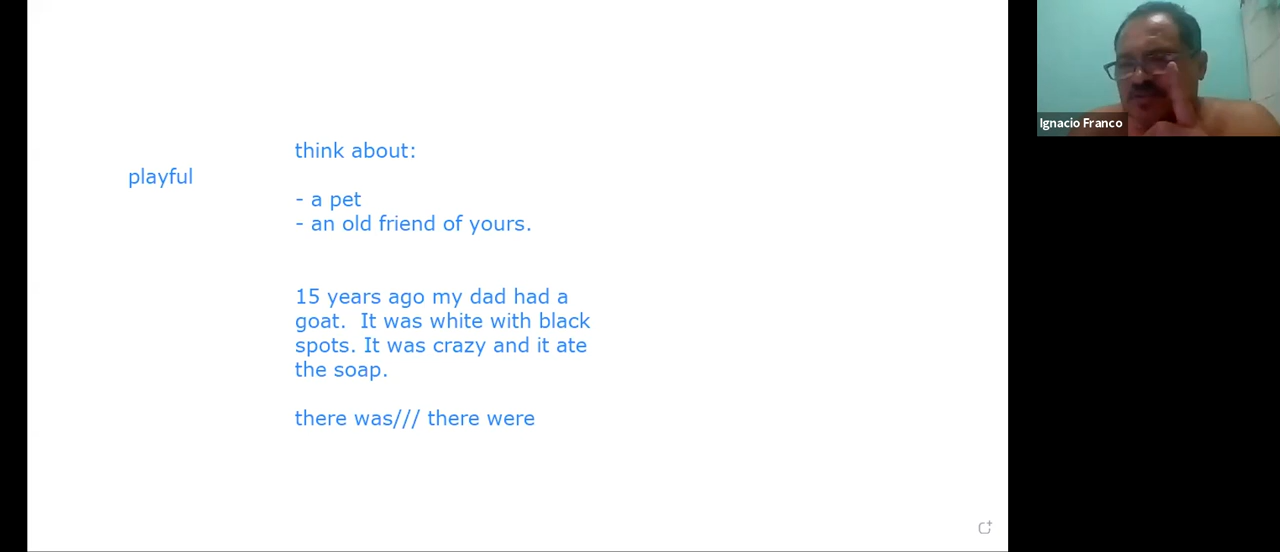 think about:
playful
- a pet
- an old friend of yours.
15 years ago my dad had a
goat.  It was white with black
spots. It was crazy and it ate
the soap.
there was/// there were
Ignacio Franco